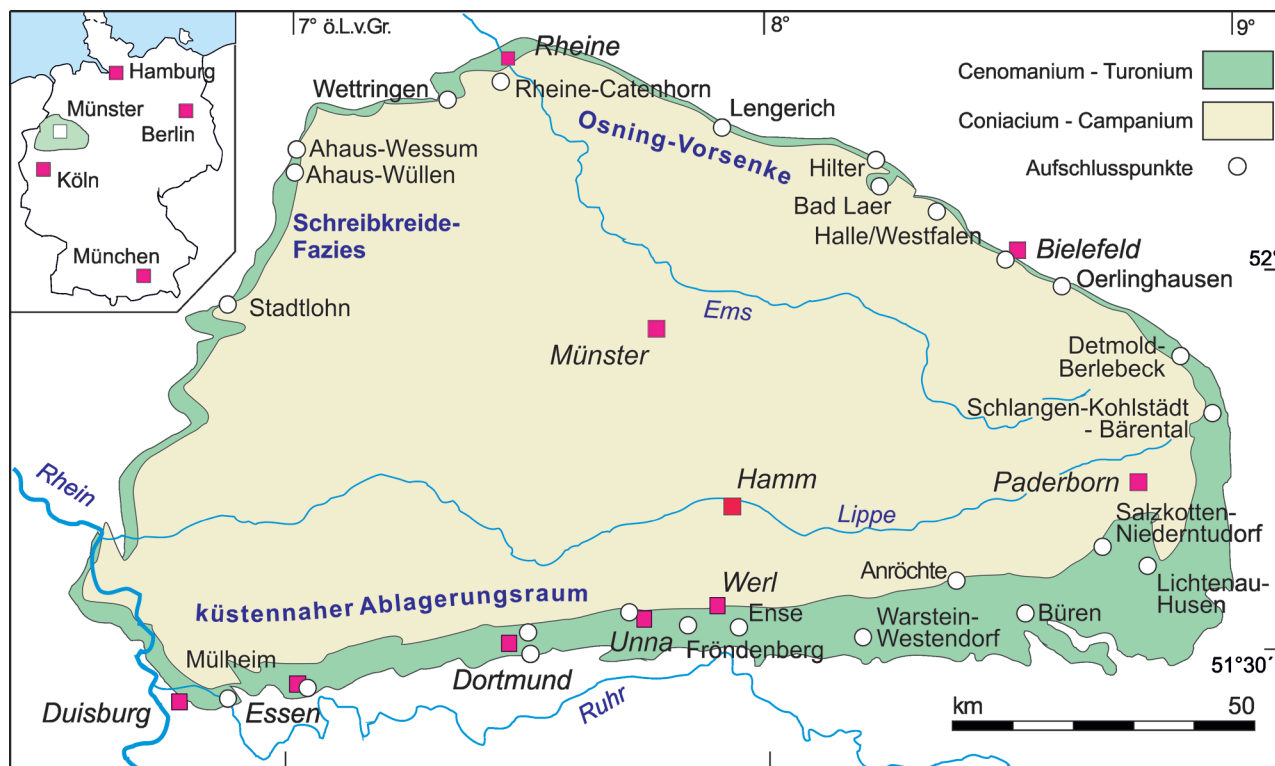 7° ö.L.v.Gr.
8°
9°
Hamburg
Münster
Berlin
Köln
München
Cenomanium - Turonium
Coniacium - Campanium
Aufschlusspunkte
Rheine
Rheine-Catenhorn
Wettringen
Lengerich
Osning-Vorsenke
Ahaus-Wessum
Ahaus-Wüllen
Hilter
Bad Laer
Halle/Westfalen
Schreibkreide-
Fazies
Bielefeld
52°
Oerlinghausen
Stadtlohn
Ems
Münster
Detmold-
Berlebeck
Schlangen-Kohlstädt
- Bärental
Rhein
Hamm
Lippe
Paderborn
Salzkotten-
Niederntudorf
Anröchte
Lichtenau-
Husen
küstennaher Ablagerungsraum
Werl
Ense
Unna
Fröndenberg
Warstein-
Westendorf
Büren
Mülheim
Dortmund
51°30´
Duisburg
Essen
Ruhr
km
50